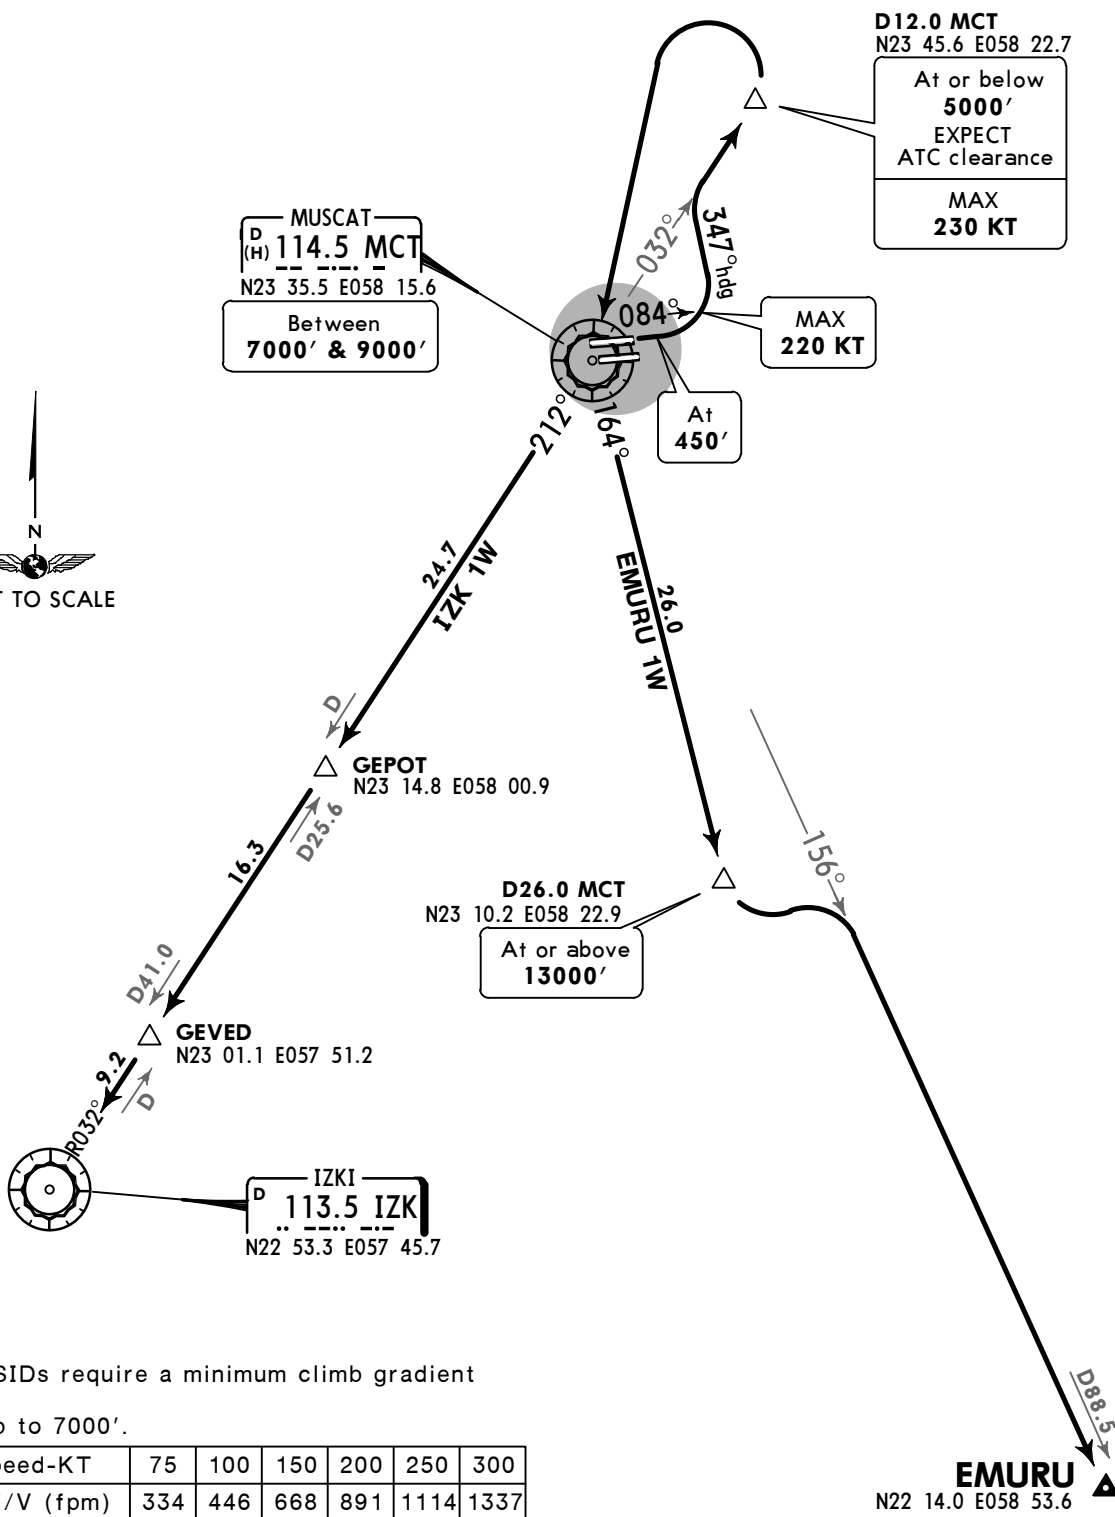 D12.0 MCT
N23 45.6 E058 22.7
At or below
5000′
EXPECT
ATC clearance
MAX
230 KT
MUSCAT
D
(H) 114.5 MCT
N23 35.5 E058 15.6
Between
7000′ & 9000′
032°
347°hdg
084°
MAX
220 KT
At
450′
212°
164°
N
T TO SCALE
24.7
IZK 1W
26.0
EMURU 1W
D
GEPOT
N23 14.8 E058 00.9
D25.6
16.3
156°
D26.0 MCT
N23 10.2 E058 22.9
At or above
13000′
D41.0
GEVED
N23 01.1 E057 51.2
9.2
D
R032°
IZKI
D 113.5 IZK
N22 53.3 E057 45.7
SIDs require a minimum climb gradient
p to 7000′.
peed-KT 75 100 150 200 250 300
V/V (fpm) 334 446 668 891 1114 1337
D88.5
EMURU
N22 14.0 E058 53.6